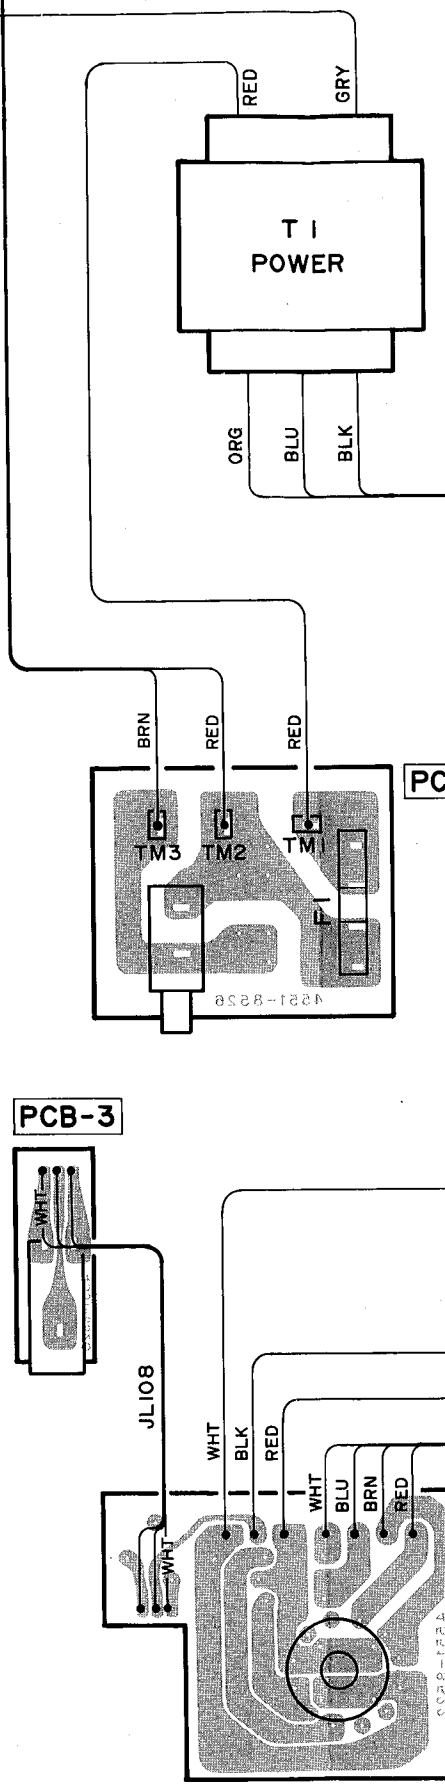 RED
GRY
T1
POWER
ORG
BLU
BLK
BRN
RED
RED
PC
TM3
TM2
TM1
F1
4551-8526
PCB-3
WHT
JL108
WHT
BLK
RED
WHT
BLU
BRN
RED
WHT